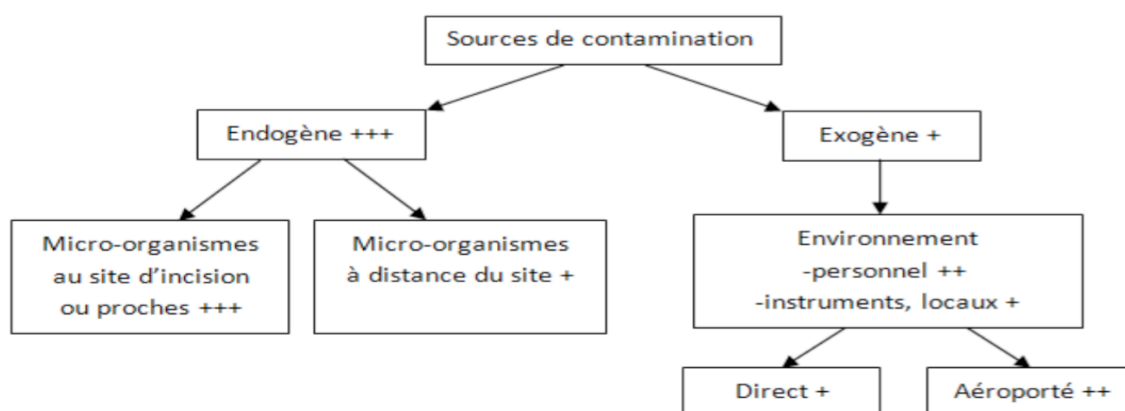 Sources de contamination
Endogène +++
Exogène +
Micro-organismes
au site d'incision
ou proches +++
Micro-organismes
à distance du site +
Environnement
-personnel ++
-instruments, locaux +
Direct +
Aéroporté ++